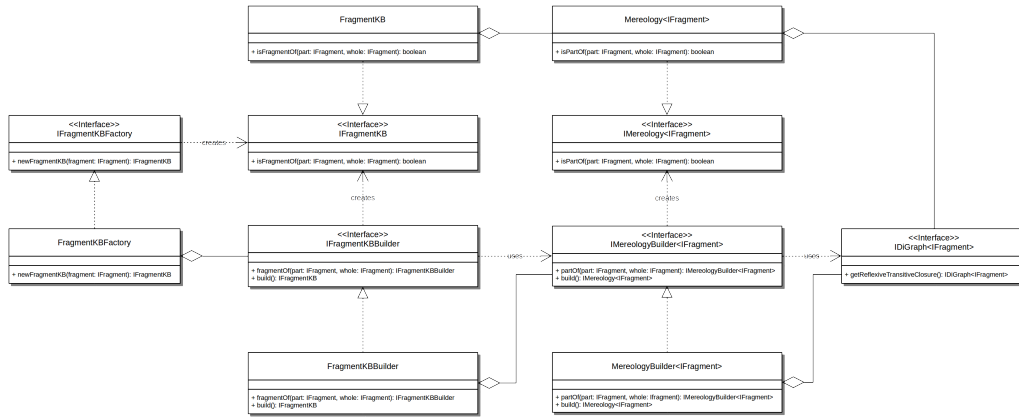 FragmentKB
+ isFragmentOf(part: IFragment, whole: IFragment): boolean
Mereology<IFragment>
+ isPartOf(part: IFragment, whole: IFragment): boolean
<<Interface>>
IFragmentKBFactory
+ newFragmentKB(fragment: IFragment): IFragmentKB
creates
<<Interface>>
IFragmentKB
+ isFragmentOf(part: IFragment, whole: IFragment): boolean
<<Interface>>
IMereology<IFragment>
+ isPartOf(part: IFragment, whole: IFragment): boolean
creates
creates
FragmentKBFactory
+ newFragmentKB(fragment: IFragment): IFragmentKB
<<Interface>>
IFragmentKBBuilder
+ fragmentOf(part: IFragment, whole: IFragment): IFragmentKBBuilder
+ build(): IFragmentKB
uses
<<Interface>>
IMereologyBuilder<IFragment>
+ partOf(part: IFragment, whole: IFragment): IMereologyBuilder<IFragment>
+ build(): IMereology<IFragment>
uses
<<Interface>>
IDiGraph<IFragment>
+ getReflexiveTransitiveClosure(): IDiGraph<IFragment>
FragmentKBBuilder
+ fragmentOf(part: IFragment, whole: IFragment): IFragmentKBBuilder
+ build(): IFragmentKB
MereologyBuilder<IFragment>
+ partOf(part: IFragment, whole: Ifragment): IMereologyBuilder<IFragment>
+ build(): IMereology<IFragment>